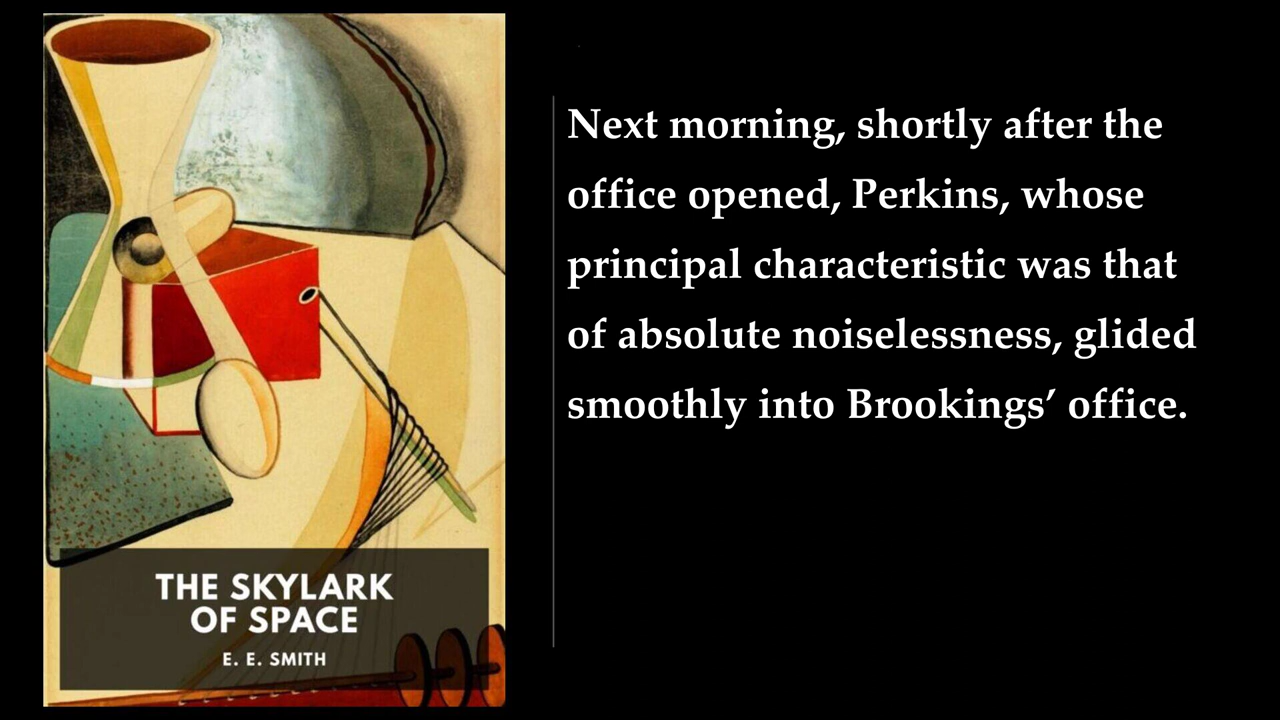 THE SKYLARK
OF SPACE
E. E. SMITH
Next morning, shortly after the
office opened, Perkins, whose
principal characteristic was that
of absolute noiselessness, glided
smoothly into Brookings’ office.